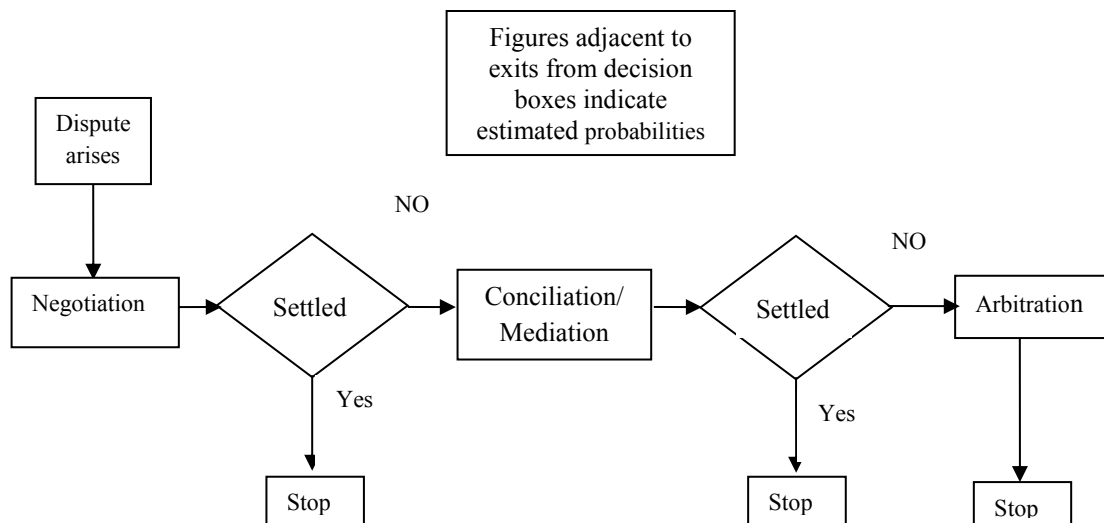 Figures adjacent to
exits from decision
boxes indicate
estimated probabilities
Dispute
arises
NO
NO
Negotiation
Settled
Conciliation/
Mediation
Settled
Arbitration
Yes
Yes
Stop
Stop
Stop